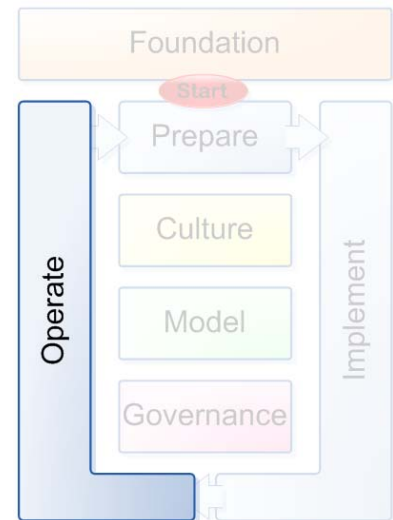 Foundation
Start
Prepare
Culture
Model
Governance
Operate
Implement